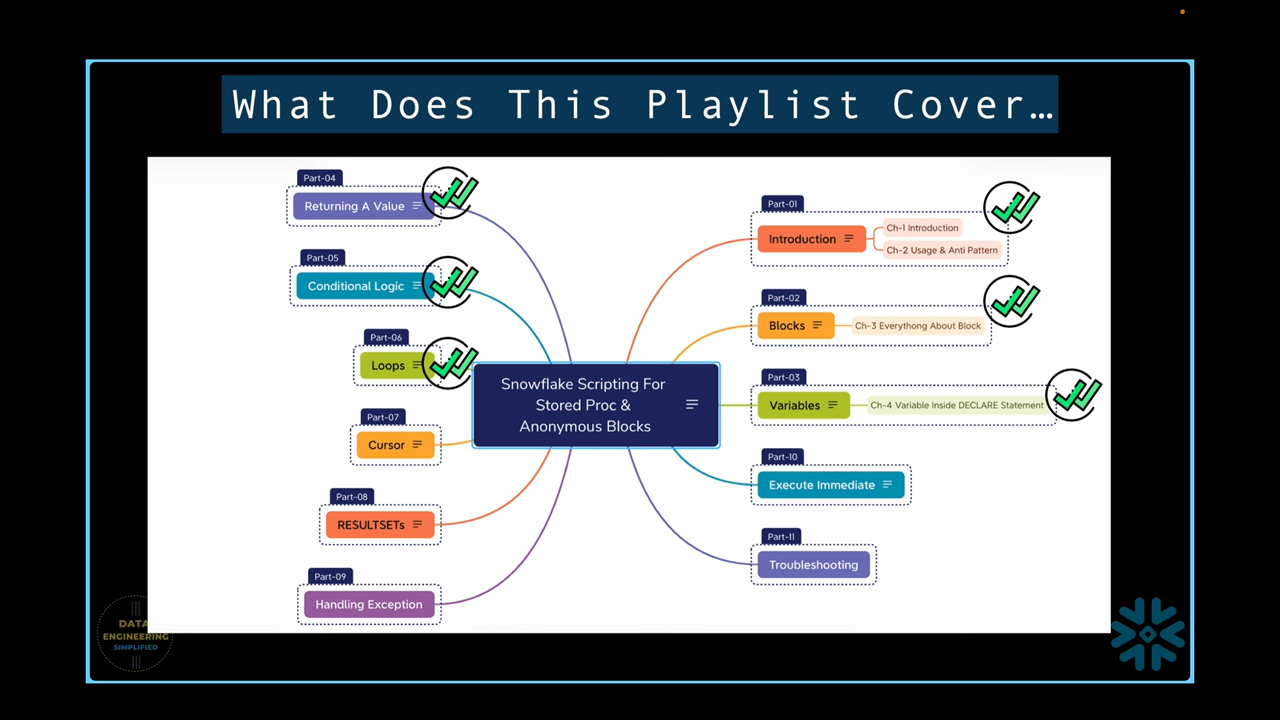 What Does This Playlist Cover…
Part-04
Returning A Value
Part-05
Conditional Logic
Part-06
Loops
Part-07
Cursor
Part-08
RESULTSETs
Part-09
Handling Exception
Snowflake Scripting For
Stored Proc &
Anonymous Blocks
Part-01
Introduction
Ch-1 Introduction
Ch-2 Usage & Anti Pattern
Part-02
Blocks
Ch-3 Everythong About Block
Part-03
Variables
Ch-4 Variable Inside DECLARE Statement
Part-10
Execute Immediate
Part-11
Troubleshooting
DATA
ENGINEERING
SIMPLIFIED